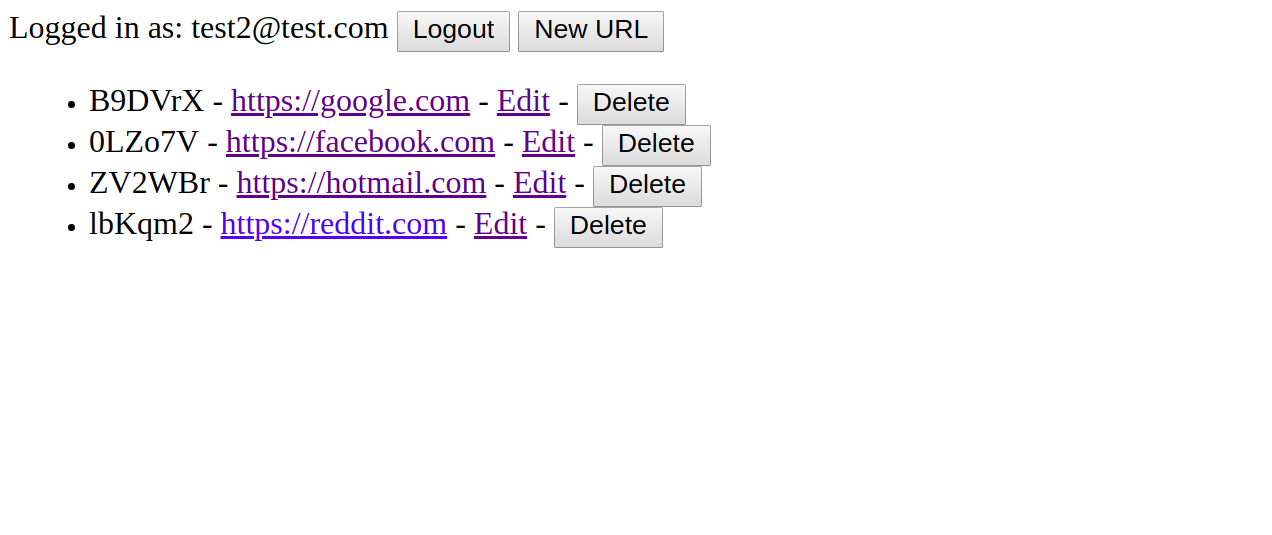 Logged in as: test2@test.com Logout New URL
B9DVrX - https://google.com - Edit - Delete
0LZo7V - https://facebook.com - Edit - Delete
ZV2WBr - https://hotmail.com - Edit - Delete
lbKqm2 - https://reddit.com - Edit - Delete